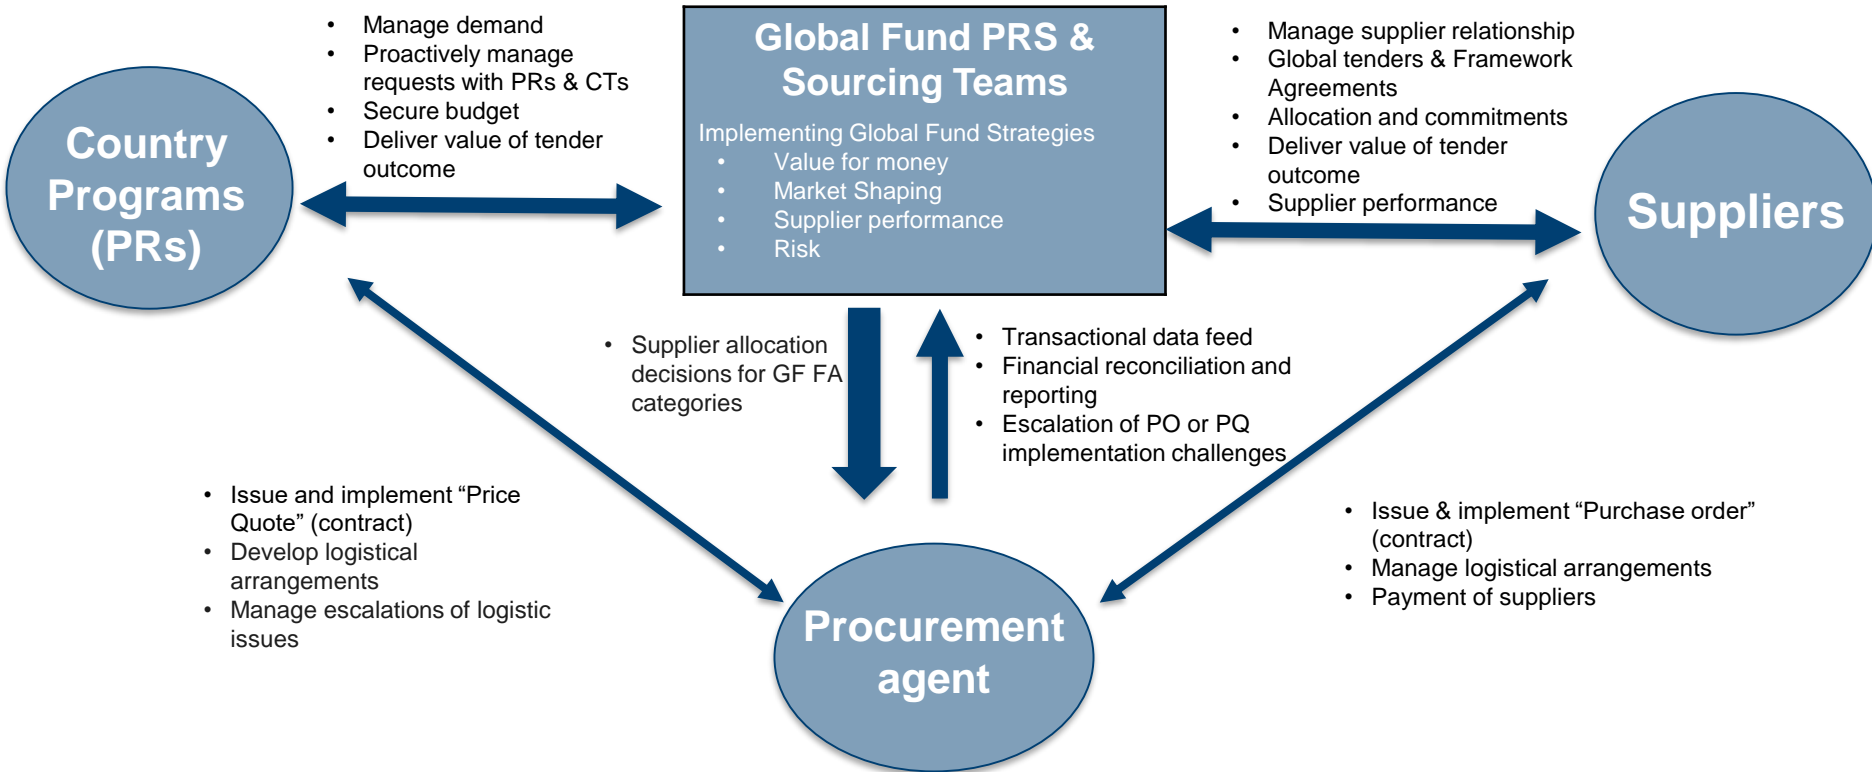 • Manage demand
• Proactively manage
requests with PRs & CTs
• Secure budget
• Deliver value of tender
outcome
Global Fund PRS &
Sourcing Teams
Implementing Global Fund Strategies
• Value for money
• Market Shaping
• Supplier performance
• Risk
• Manage supplier relationship
• Global tenders & Framework
Agreements
• Allocation and commitments
• Deliver value of tender
outcome
• Supplier performance
Country
Programs
(PRs)
Suppliers
• Supplier allocation
decisions for GF FA
categories
• Transactional data feed
• Financial reconciliation and
reporting
• Escalation of PO or PQ
implementation challenges
• Issue and implement “Price
Quote” (contract)
• Develop logistical
arrangements
• Manage escalations of logistic
issues
• Issue & implement “Purchase order”
(contract)
• Manage logistical arrangements
• Payment of suppliers
Procurement
agent